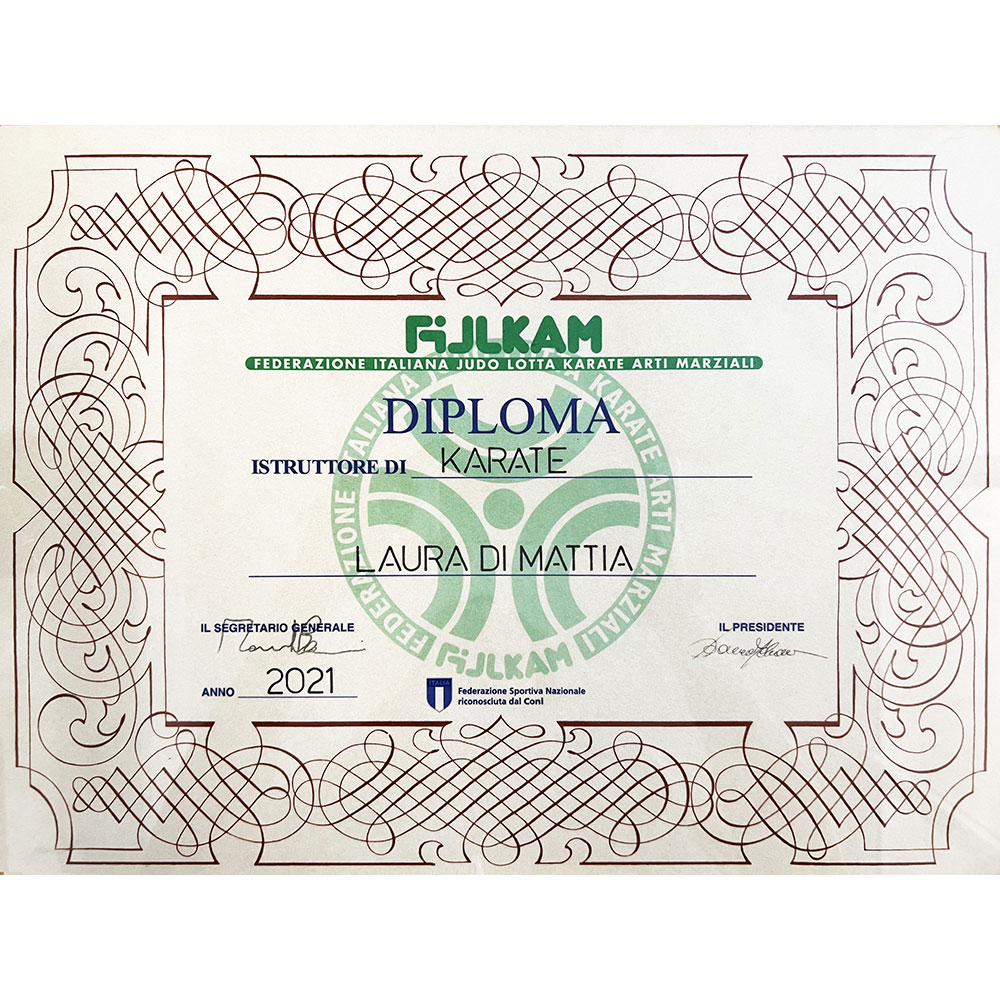 FIJLKAM
FEDERAZIONE ITALIANA JUDO LOTTA KARATE ARTI MARZIALI
DIPLOMA
ISTRUTTORE DI KARATE
LAURA DI MATTIA
FEDERAZIONE ITALIANA JUDO LOTTA KARATE ARTI MARZIALI
FIJLKAM
IL SEGRETARIO GENERALE
IL PRESIDENTE
ANNO 2021
ITALIA
Federazione Sportiva Nazionale
riconosciuta dal Coni